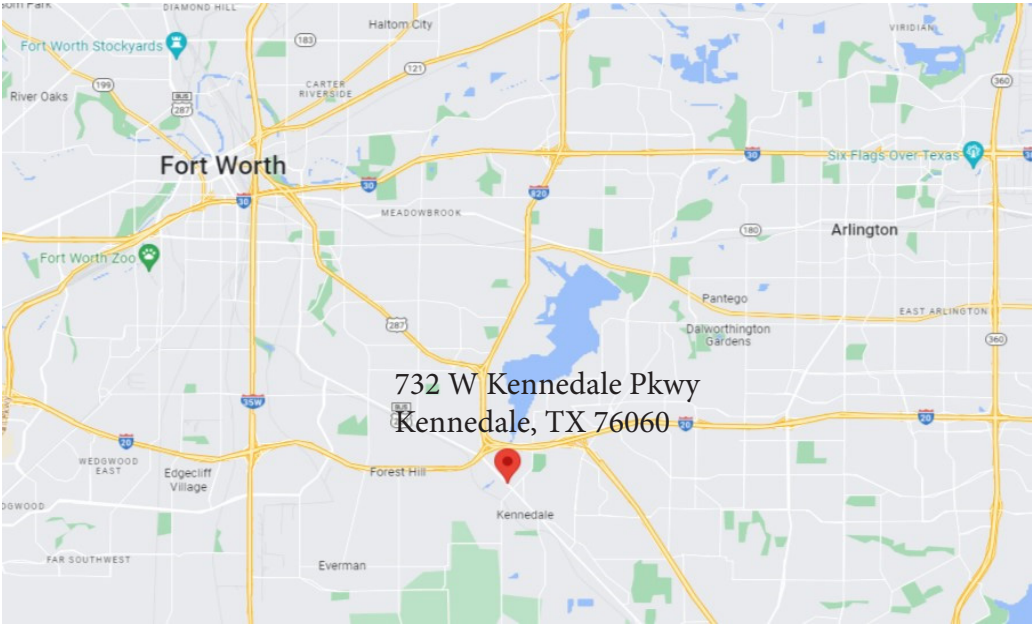 DIAMOND HILL
Haltom City
VIRIDIAN
Fort Worth Stockyards
183
121
199
River Oaks
BUS
287
CARTER
RIVERSIDE
360
Fort Worth
30
Six Flags Over Texas
30
30
820
MEADOWBROOK
180
Arlington
Fort Worth Zoo
Pantego
EAST ARLINGTON
287
Dalworthington
Gardens
360
732 W Kennedale Pkwy
Kennedale, TX 76060
35W
BUS
20
20
20
WEDGWOOD
EAST
Edgecliff
Village
Forest Hill
Kennedale
FAR SOUTHWEST
Everman